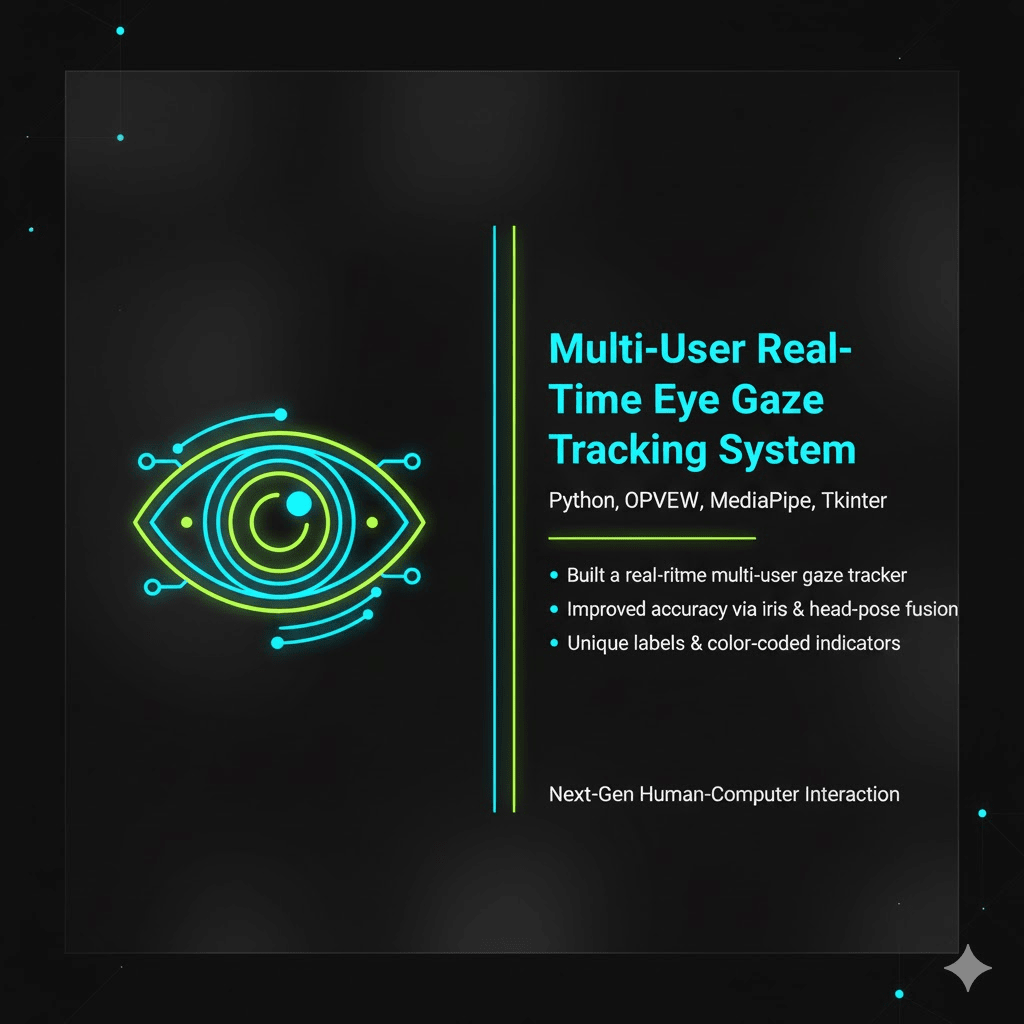 Multi-User Real-
Time Eye Gaze
Tracking System
Python, OPVEW, MediaPipe, Tkinter
Built a real-ritme multi-user gaze tracker
Improved accuracy via iris & head-pose fusion
Unique labels & color-coded indicators
Next-Gen Human-Computer Interaction